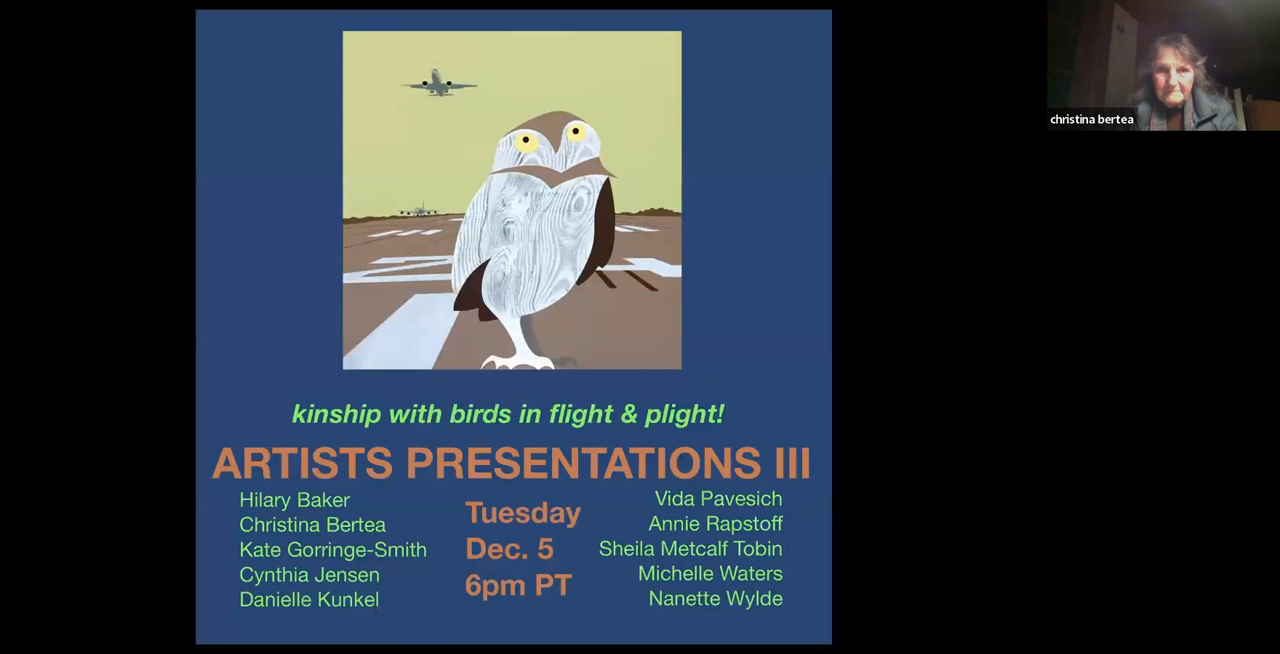 christina bertea
kinship with birds in flight & plight!
ARTISTS PRESENTATIONS III
Hilary Baker
Christina Bertea
Kate Gorringe-Smith
Cynthia Jensen
Danielle Kunkel
Tuesday
Dec. 5
6pm PT
Vida Pavesich
Annie Rapstoff
Sheila Metcalf Tobin
Michelle Waters
Nanette Wylde